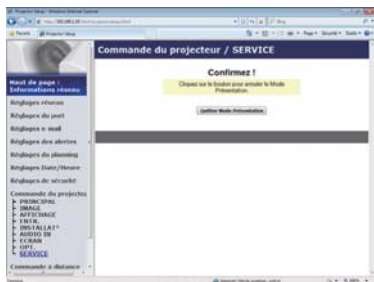 Commande du projecteur / SERVICE
Confirmez !
Cliquez sur le bouton pour annuler le Mode
Présentation.
Quitter Mode Présentation
Haut de page :
Informations réseau
Réglages réseau
Réglages du port
Réglages e-mail
Réglages des alertes
Réglages du planning
Réglages Date/Heure
Réglages de sécurité
Commande du projecteu
PRINCIPAL
IMAGE
AFFICHAGE
ENTR.
INSTALLAT°
AUDIO IN
ECRAN
OPT.
SERVICE
Commande à distance